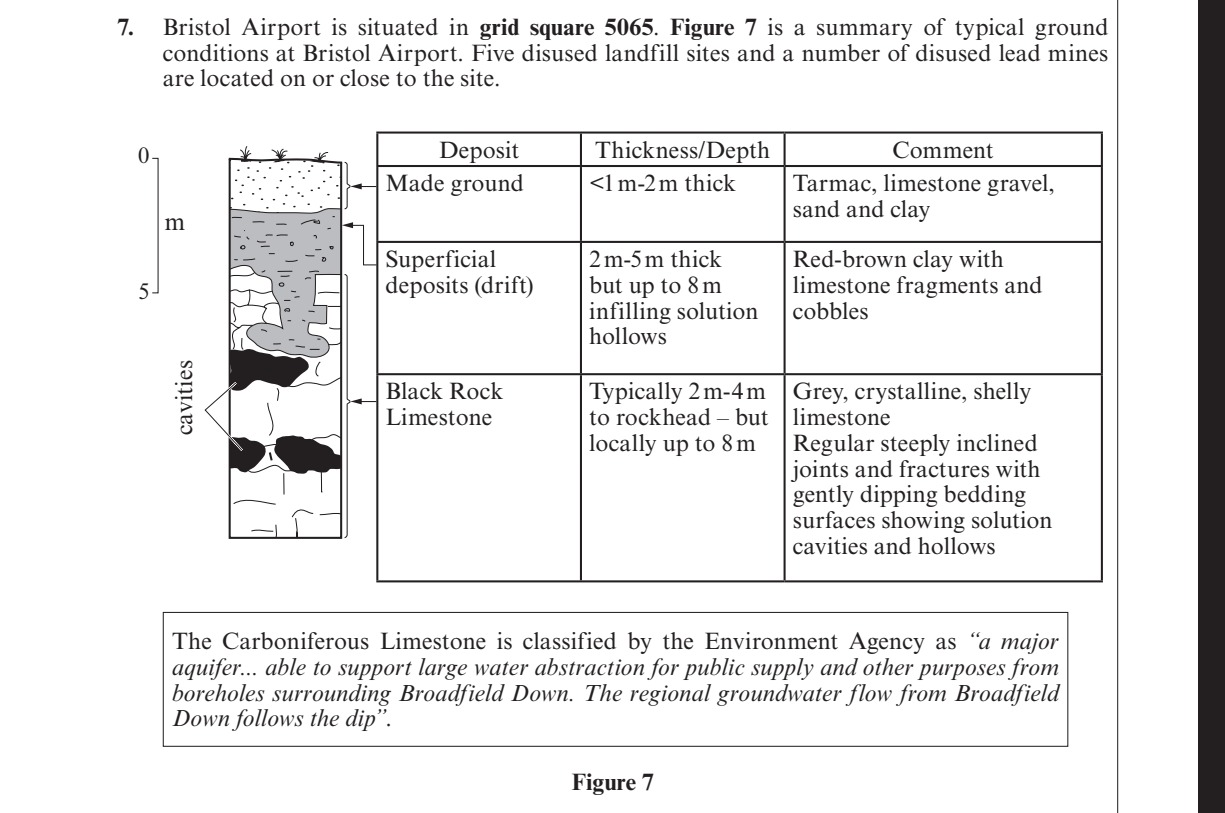 7. Bristol Airport is situated in grid square 5065. Figure 7 is a summary of typical ground
conditions at Bristol Airport. Five disused landfill sites and a number of disused lead mines
are located on or close to the site.
0
m
5
cavities
Deposit Thickness/Depth Comment
Made ground <1 m-2 m thick Tarmac, limestone gravel,
sand and clay
Superficial 2 m-5 m thick Red-brown clay with
deposits (drift) but up to 8 m limestone fragments and
infilling solution cobbles
hollows
Black Rock Typically 2 m-4 m Grey, crystalline, shelly
Limestone to rockhead – but limestone
locally up to 8 m Regular steeply inclined
joints and fractures with
gently dipping bedding
surfaces showing solution
cavities and hollows
The Carboniferous Limestone is classified by the Environment Agency as “a major
aquifer... able to support large water abstraction for public supply and other purposes from
boreholes surrounding Broadfield Down. The regional groundwater flow from Broadfield
Down follows the dip”.
Figure 7